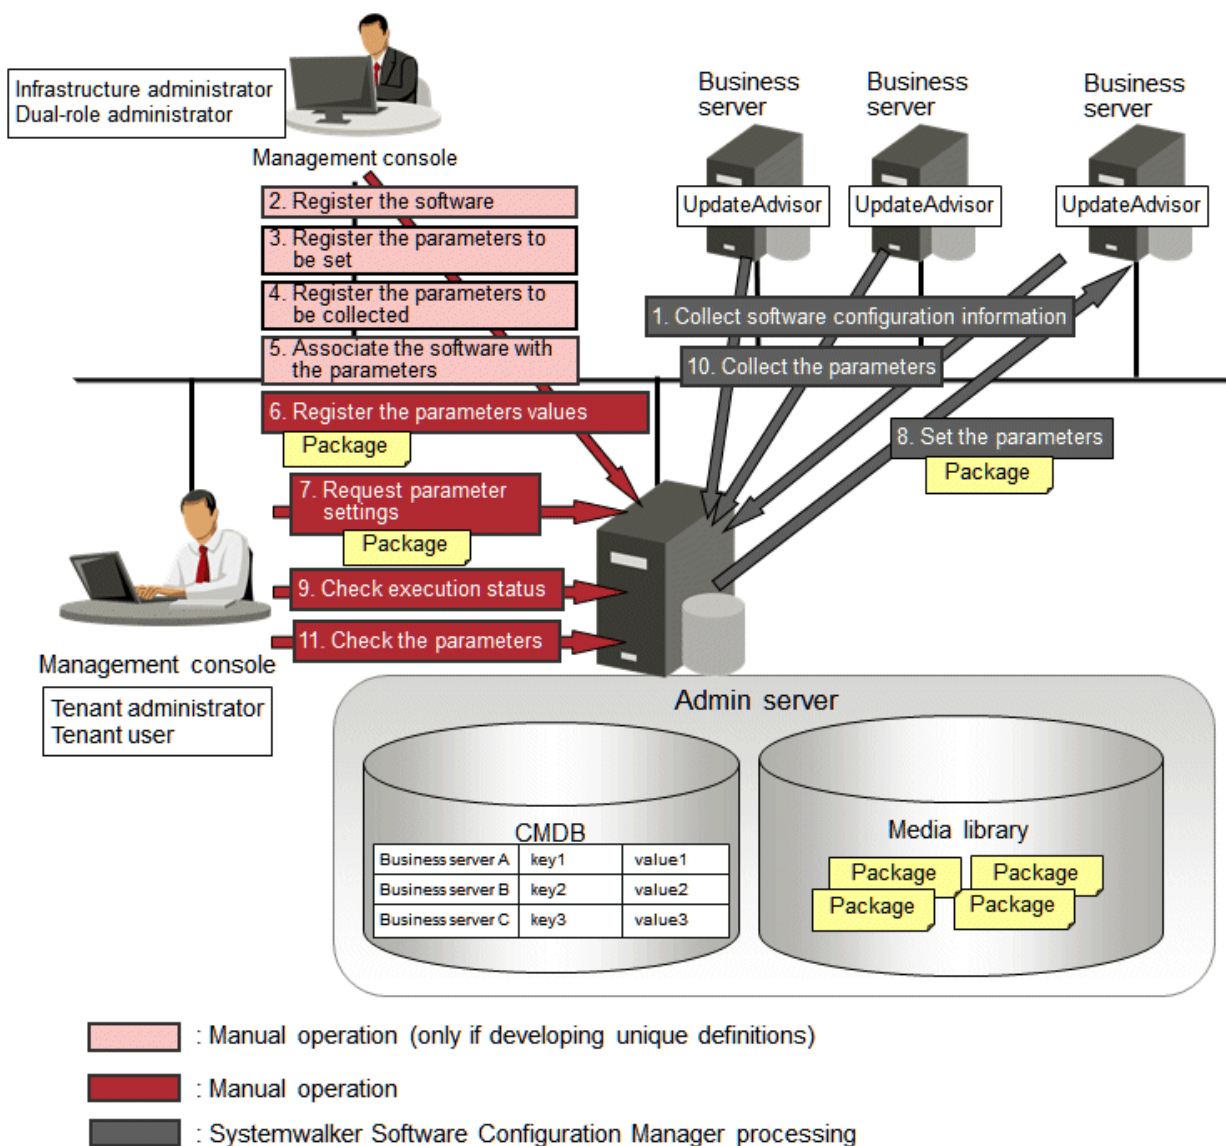 Infrastructure administrator
Dual-role administrator
Management console
Business
server
Business
server
Business
server
UpdateAdvisor
UpdateAdvisor
UpdateAdvisor
2. Register the software
3. Register the parameters to
be set
4. Register the parameters to
be collected
5. Associate the software with
the parameters
6. Register the parameters values
Package
1. Collect software configuration information
10. Collect the parameters
8. Set the parameters
Package
7. Request parameter
settings
Package
9. Check execution status
11. Check the parameters
Management console
Tenant administrator
Tenant user
Admin server
CMDB
Business server A key1 value1
Business server B key2 value2
Business server C key3 value3
Media library
Package
Package
Package
Package
: Manual operation (only if developing unique definitions)
: Manual operation
: Systemwalker Software Configuration Manager processing